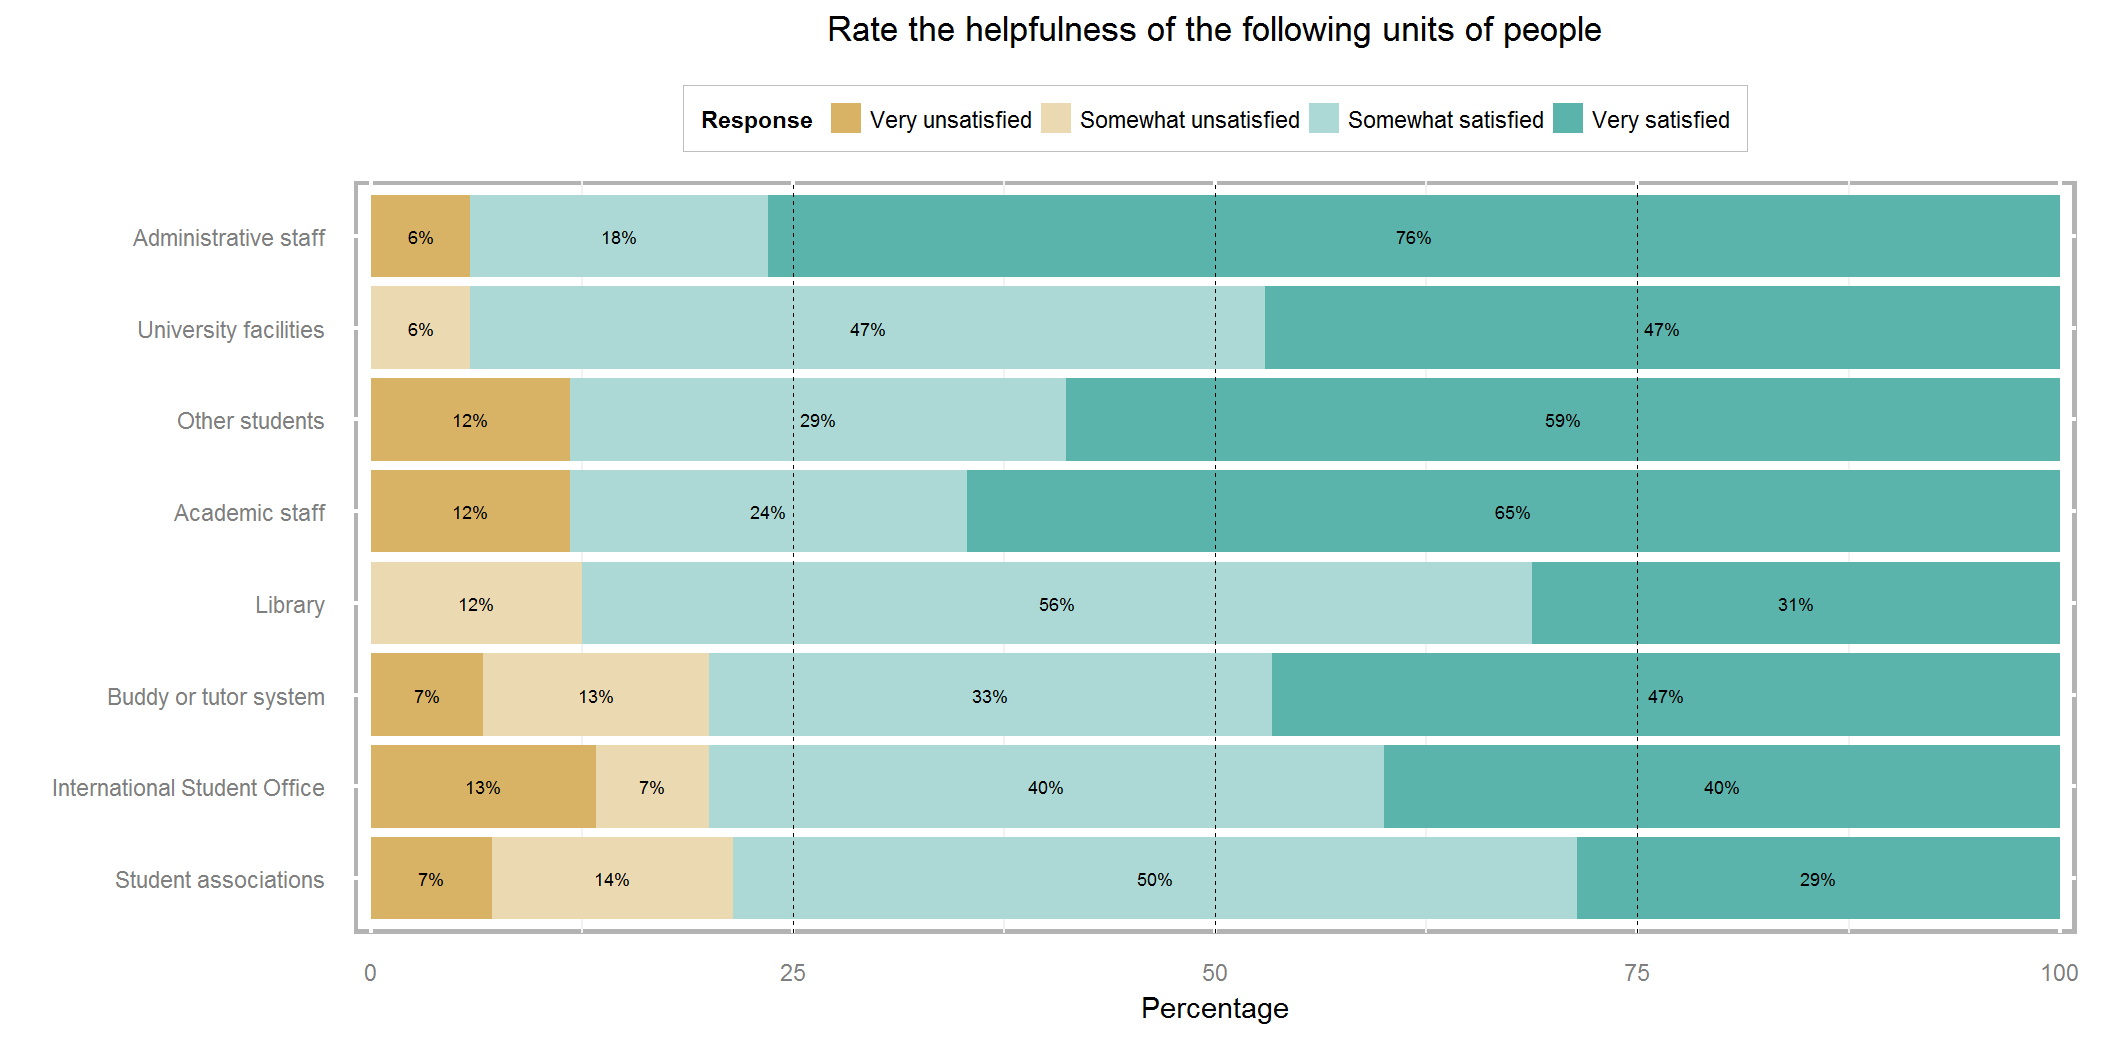 Rate the helpfulness of the following units of people
Response Very unsatisfied Somewhat unsatisfied Somewhat satisfied Very satisfied
Administrative staff 6% 18% 76%
University facilities 6% 47% 47%
Other students 12% 29% 59%
Academic staff 12% 24% 65%
Library 12% 56% 31%
Buddy or tutor system 7% 13% 33% 47%
International Student Office 13% 7% 40% 40%
Student associations 7% 14% 50% 29%
0 25 50 75 100
Percentage